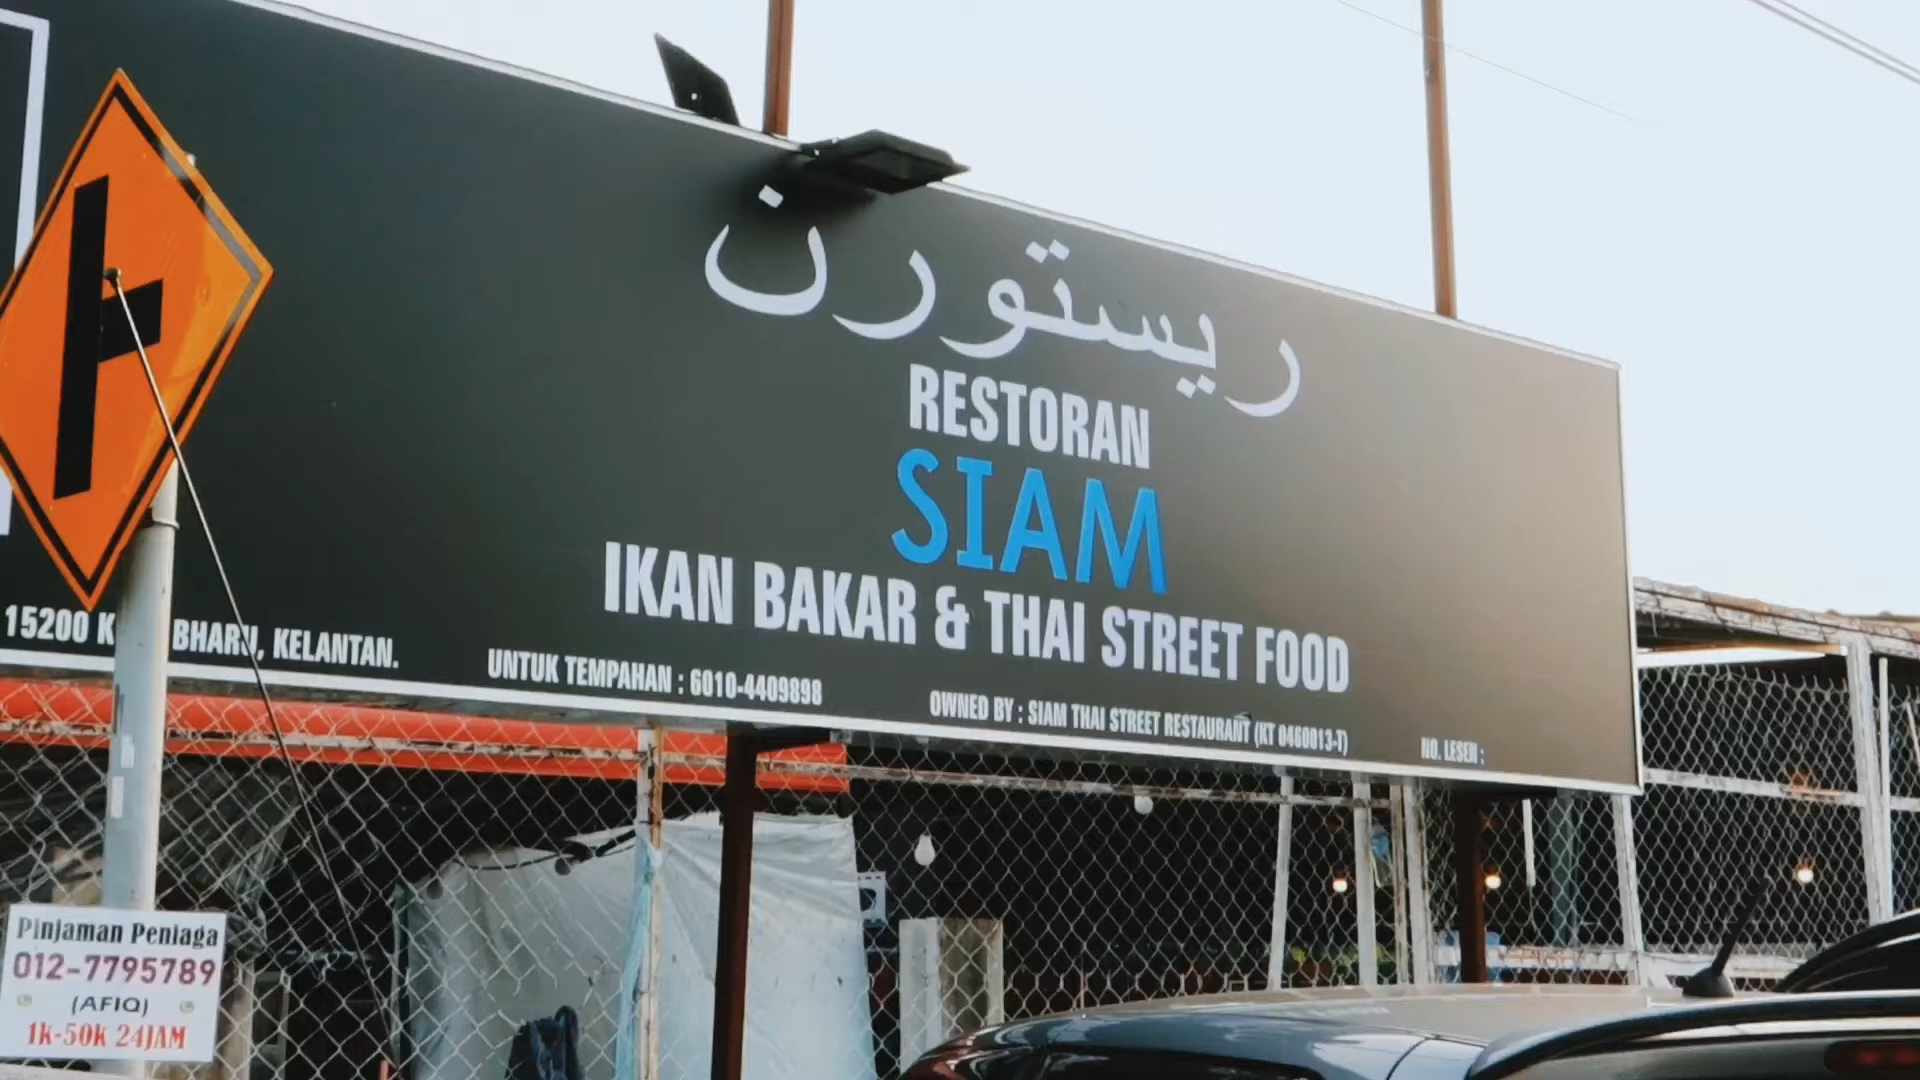 ريستورن
RESTORAN
SIAM
IKAN BAKAR & THAI STREET FOOD
15200 K BHARU, KELANTAN.
UNTUK TEMPAHAN : 6010-4409898
OWNED BY : SIAM THAI STREET RESTAURANT (KT 0460013-T)
NO. LESEN :
Pinjaman Peniaga
012-7795789
(AFIQ)
1k-50k 24JAM